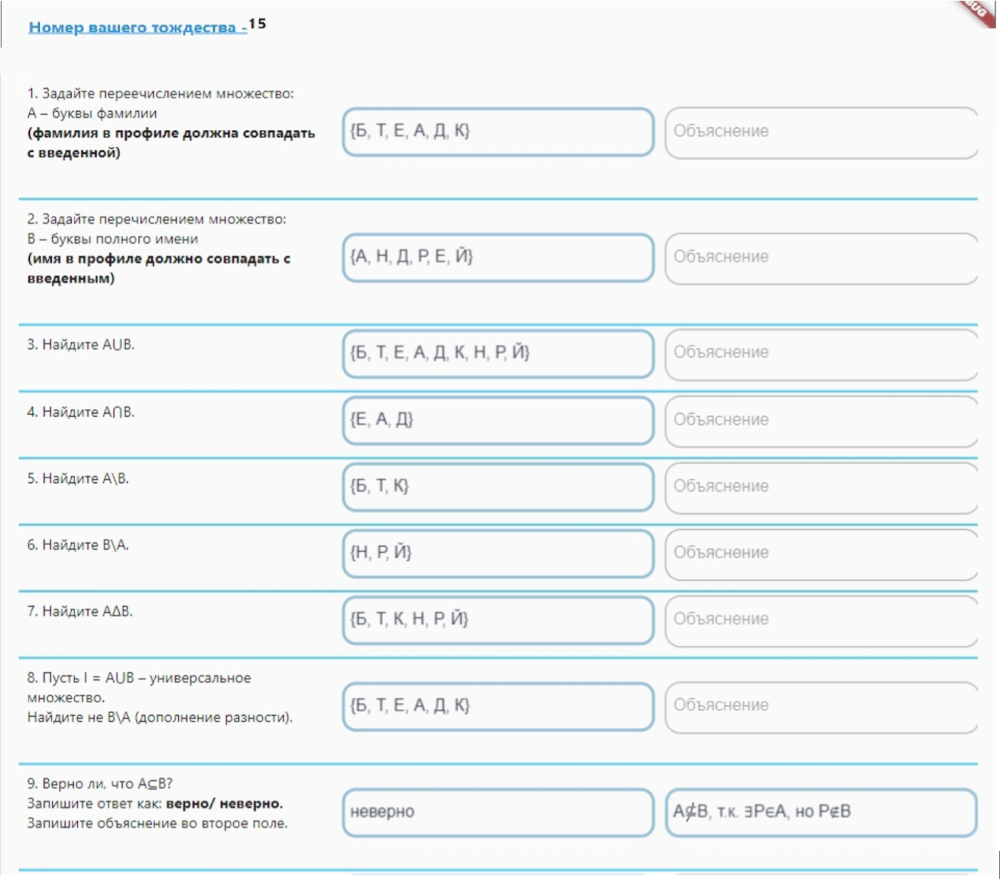 Номер вашего тождества -15
BUG
1. Задайте переечислением множество:
А – буквы фамилии
(фамилия в профиле должна совпадать
с введенной)
{Б, Т, Е, А, Д, К}
Объяснение
2. Задайте перечислением множество:
В – буквы полного имени
(имя в профиле должно совпадать с
введенным)
{А, Н, Д, Р, Е, Й}
Объяснение
3. Найдите А∪В.
{Б, Т, Е, А, Д, К, Н, Р, Й}
Объяснение
4. Найдите А∩В.
{Е, А, Д}
Объяснение
5. Найдите А\В.
{Б, Т, К}
Объяснение
6. Найдите В\А.
{Н, Р, Й}
Объяснение
7. Найдите АΔВ.
{Б, Т, К, Н, Р, Й}
Объяснение
8. Пусть I = А∪В – универсальное
множество.
Найдите не В\А (дополнение разности).
{Б, Т, Е, А, Д, К}
Объяснение
9. Верно ли, что А⊆В?
Запишите ответ как: верно/ неверно.
Запишите объяснение во второе поле.
неверно
А⊈В, т.к. ∃Р∈А, но Р∉В